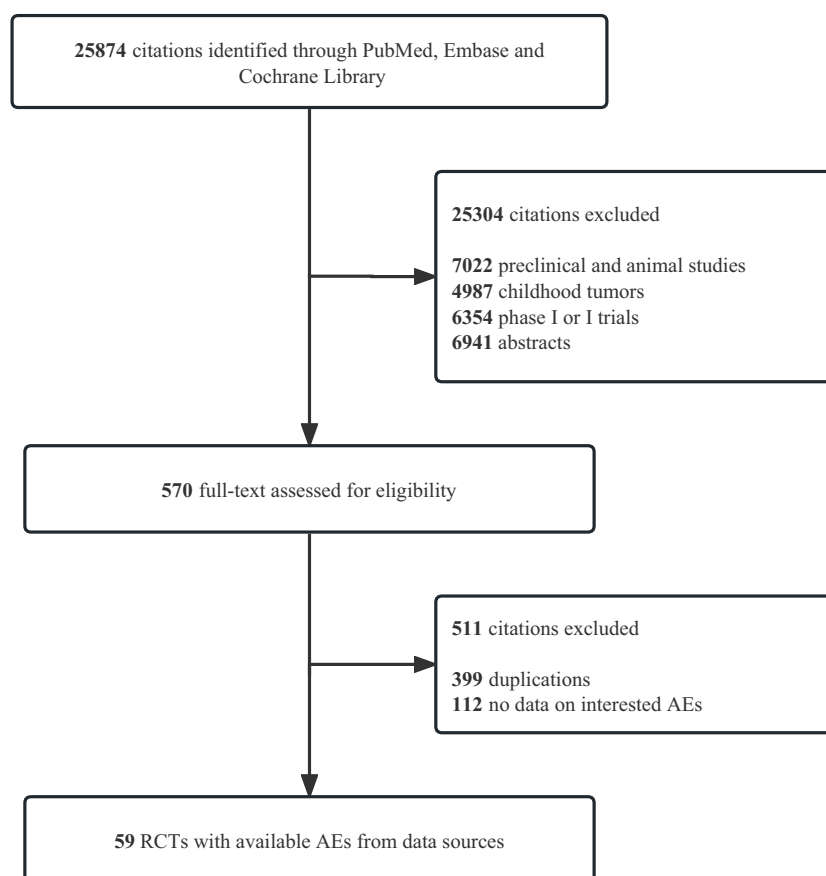 25874 citations identified through PubMed, Embase and
Cochrane Library
25304 citations excluded
7022 preclinical and animal studies
4987 childhood tumors
6354 phase I or I trials
6941 abstracts
570 full-text assessed for eligibility
511 citations excluded
399 duplications
112 no data on interested AEs
59 RCTs with available AEs from data sources